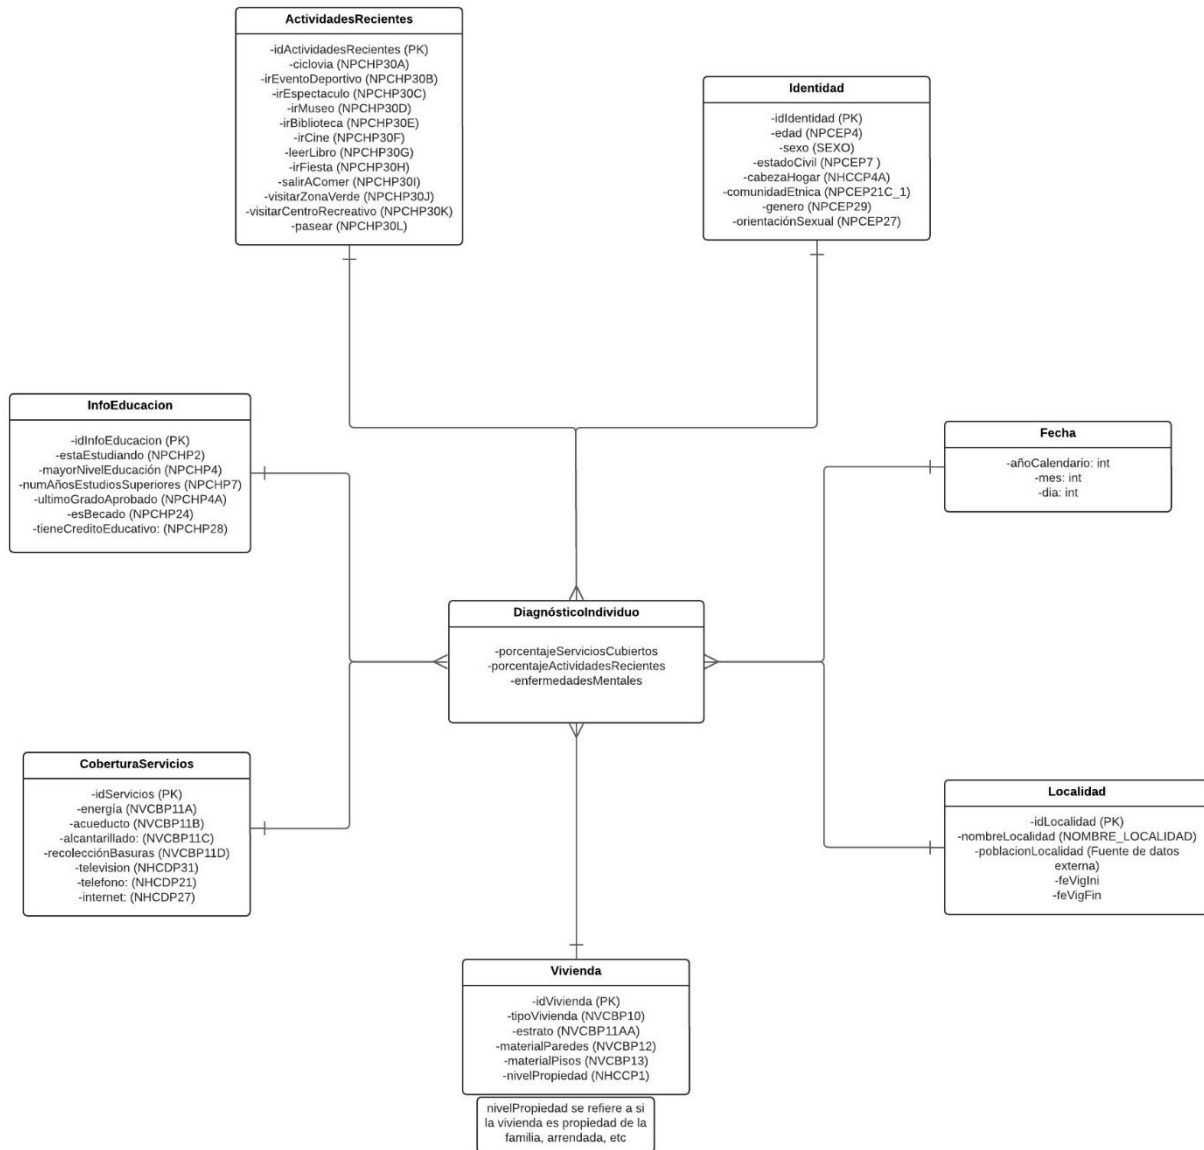 ActividadesRecientes
-idActividadesRecientes (PK)
-ciclovia (NPCHP30A)
-irEventoDeportivo (NPCHP30B)
-irEspectaculo (NPCHP30C)
-irMuseo (NPCHP30D)
-irBiblioteca (NPCHP30E)
-irCine (NPCHP30F)
-leerLibro (NPCHP30G)
-irFiesta (NPCHP30H)
-salirAComer (NPCHP30I)
-visitarZonaVerde (NPCHP30J)
-visitarCentroRecreativo (NPCHP30K)
-pasear (NPCHP30L)
Identidad
-idIdentidad (PK)
-edad (NPCEP4)
-sexo (SEXO)
-estadoCivil (NPCEP7 )
-cabezaHogar (NHCCP4A)
-comunidadEtnica (NPCEP21C_1)
-genero (NPCEP29)
-orientaciónSexual (NPCEP27)
InfoEducacion
-idInfoEducacion (PK)
-estaEstudiando (NPCHP2)
-mayorNivelEducación (NPCHP4)
-numAñosEstudiosSuperiores (NPCHP7)
-ultimoGradoAprobado (NPCHP4A)
-esBecado (NPCHP24)
-tieneCreditoEducativo: (NPCHP28)
Fecha
-añoCalendario: int
-mes: int
-dia: int
DiagnósticoIndividuo
-porcentajeServiciosCubiertos
-porcentajeActividadesRecientes
-enfermedadesMentales
CoberturaServicios
-idServicios (PK)
-energía (NVCBP11A)
-acueducto (NVCBP11B)
-alcantarillado: (NVCBP11C)
-recolecciónBasuras (NVCBP11D)
-television (NHCDP31)
-telefono: (NHCDP21)
-internet: (NHCDP27)
Localidad
-idLocalidad (PK)
-nombreLocalidad (NOMBRE_LOCALIDAD)
-poblacionLocalidad (Fuente de datos
externa)
-feVigIni
-feVigFin
Vivienda
-idVivienda (PK)
-tipoVivienda (NVCBP10)
-estrato (NVCBP11AA)
-materialParedes (NVCBP12)
-materialPisos (NVCBP13)
-nivelPropiedad (NHCCP1)
nivelPropiedad se refiere a si
la vivienda es propiedad de la
familia, arrendada, etc